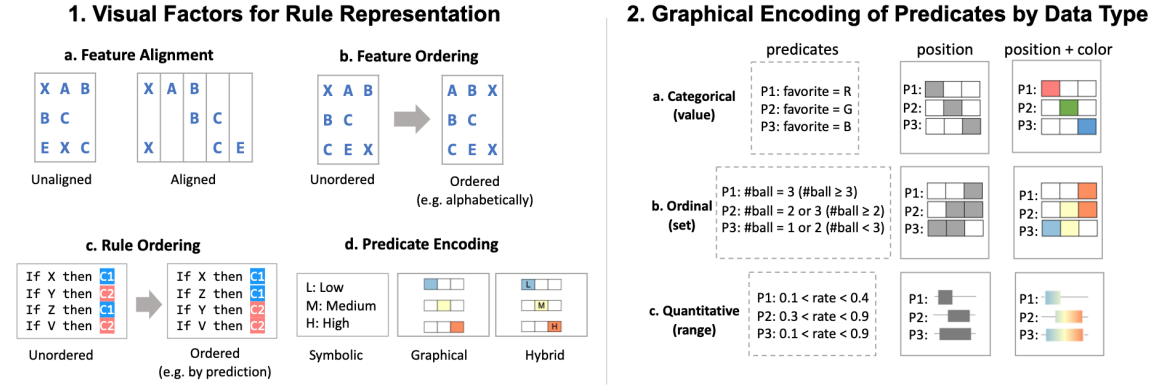 1. Visual Factors for Rule Representation
a. Feature Alignment
X A B
B C
E X C
Unaligned
X A B
B C
X C E
Aligned
b. Feature Ordering
X A B
B C
C E X
Unordered
A B X
B C
C E X
Ordered
(e.g. alphabetically)
c. Rule Ordering
If X then C1
If Y then C2
If Z then C1
If V then C2
Unordered
If X then C1
If Z then C1
If Y then C2
If V then C2
Ordered
(e.g. by prediction)
d. Predicate Encoding
L: Low
M: Medium
H: High
Symbolic
Graphical
L
M
H
Hybrid
2. Graphical Encoding of Predicates by Data Type
predicates position position + color
a. Categorical
(value)
P1: favorite = R
P2: favorite = G
P3: favorite = B
P1:
P2:
P3:
P1:
P2:
P3:
b. Ordinal
(set)
P1: #ball = 3 (#ball ≥ 3)
P2: #ball = 2 or 3 (#ball ≥ 2)
P3: #ball = 1 or 2 (#ball < 3)
P1:
P2:
P3:
P1:
P2:
P3:
c. Quantitative
(range)
P1: 0.1 < rate < 0.4
P2: 0.3 < rate < 0.9
P3: 0.1 < rate < 0.9
P1:
P2:
P3:
P1:
P2:
P3: